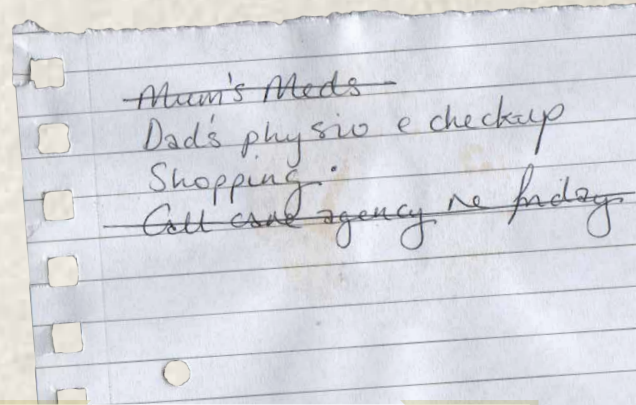 Mum's Meds
Dad's physio e checkup
Shopping.
Call care agency re friday